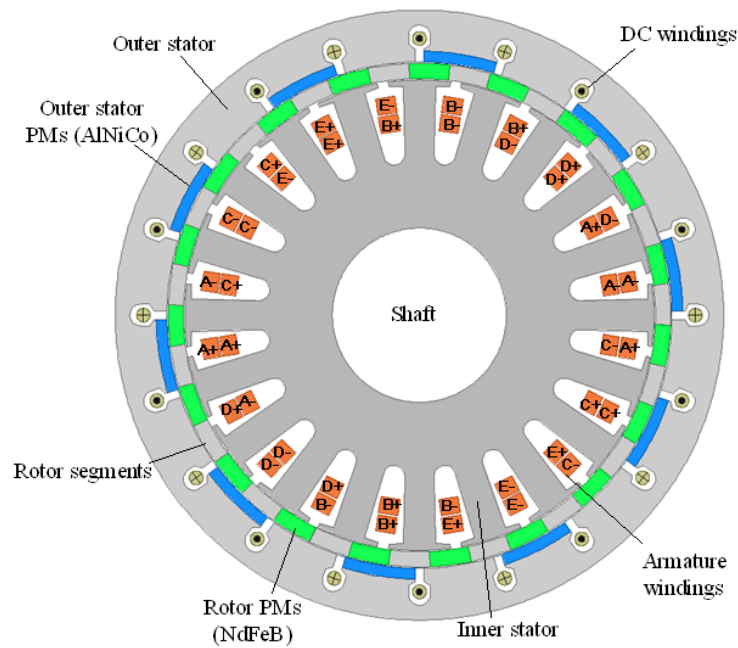 Outer stator
DC windings
Outer stator
PMs (AlNiCo)
E-
B+
B-
B-
E+
E+
B+
D-
C+
E-
D+
D+
C- C-
A+ D-
A- C+
A- A-
Shaft
A+ A+
C- A+
D+ A-
C+ C+
D-
D-
E+
C-
D+
B-
E-
E-
B+
B+
B-
E+
Rotor segments
Rotor PMs
(NdFeB)
Inner stator
Armature
windings